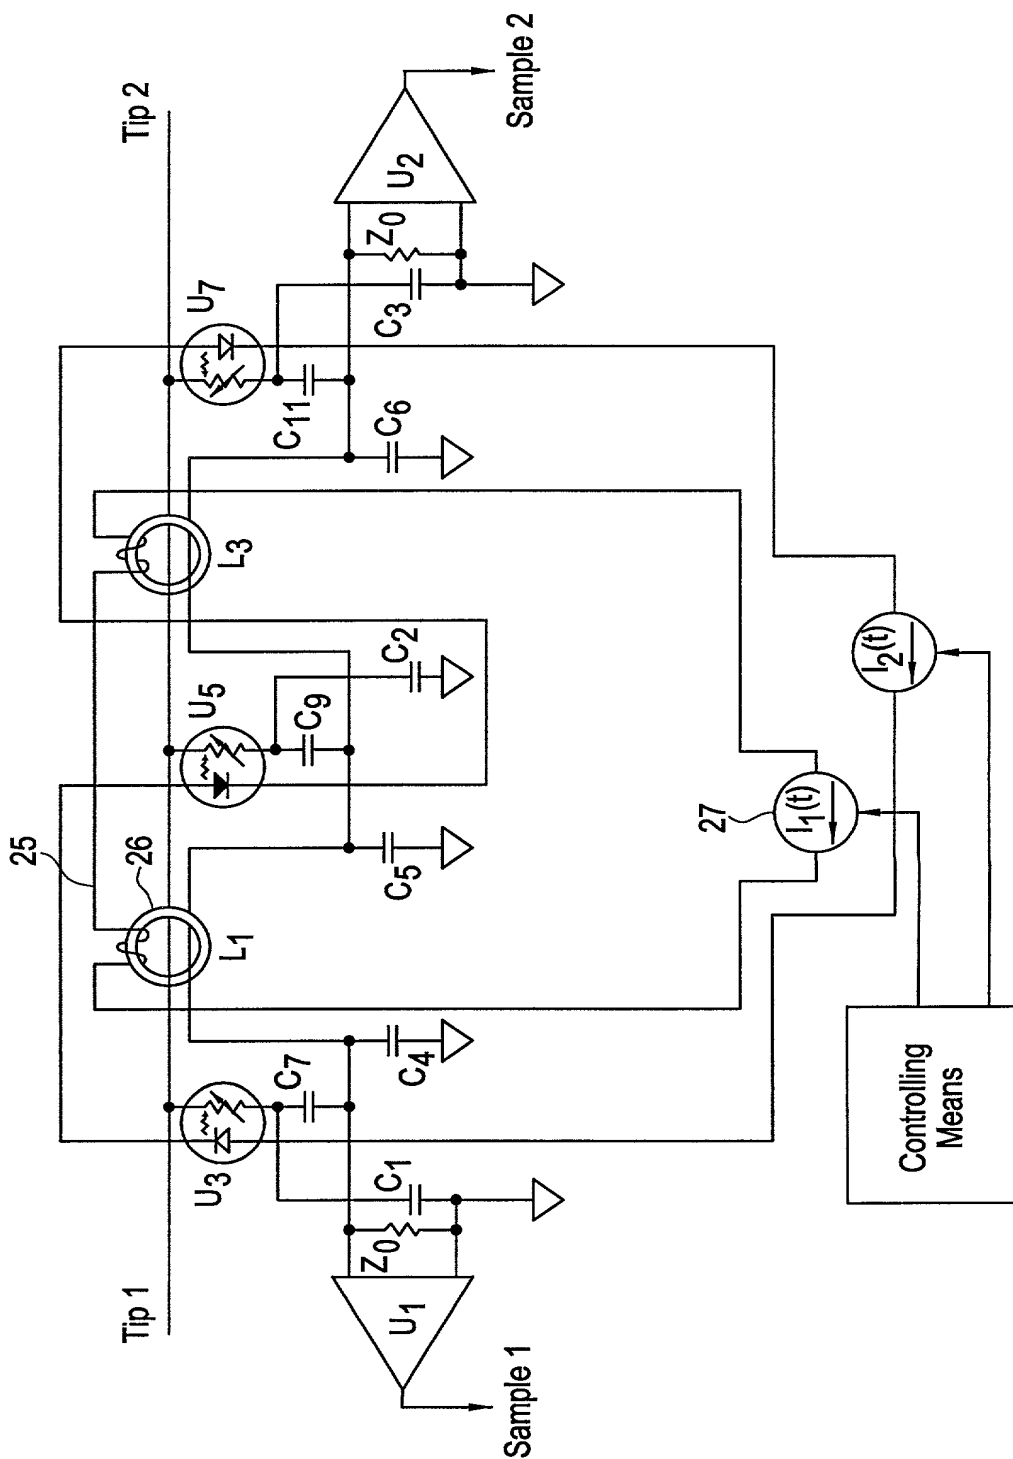 Tip 1
Tip 2
25
26
L1
L3
U3
U5
U7
C7
C9
C11
C1
C2
C3
C4
C5
C6
Z0
Z0
U1
U2
Sample 1
Sample 2
27
I1(t)
I2(t)
Controlling
Means